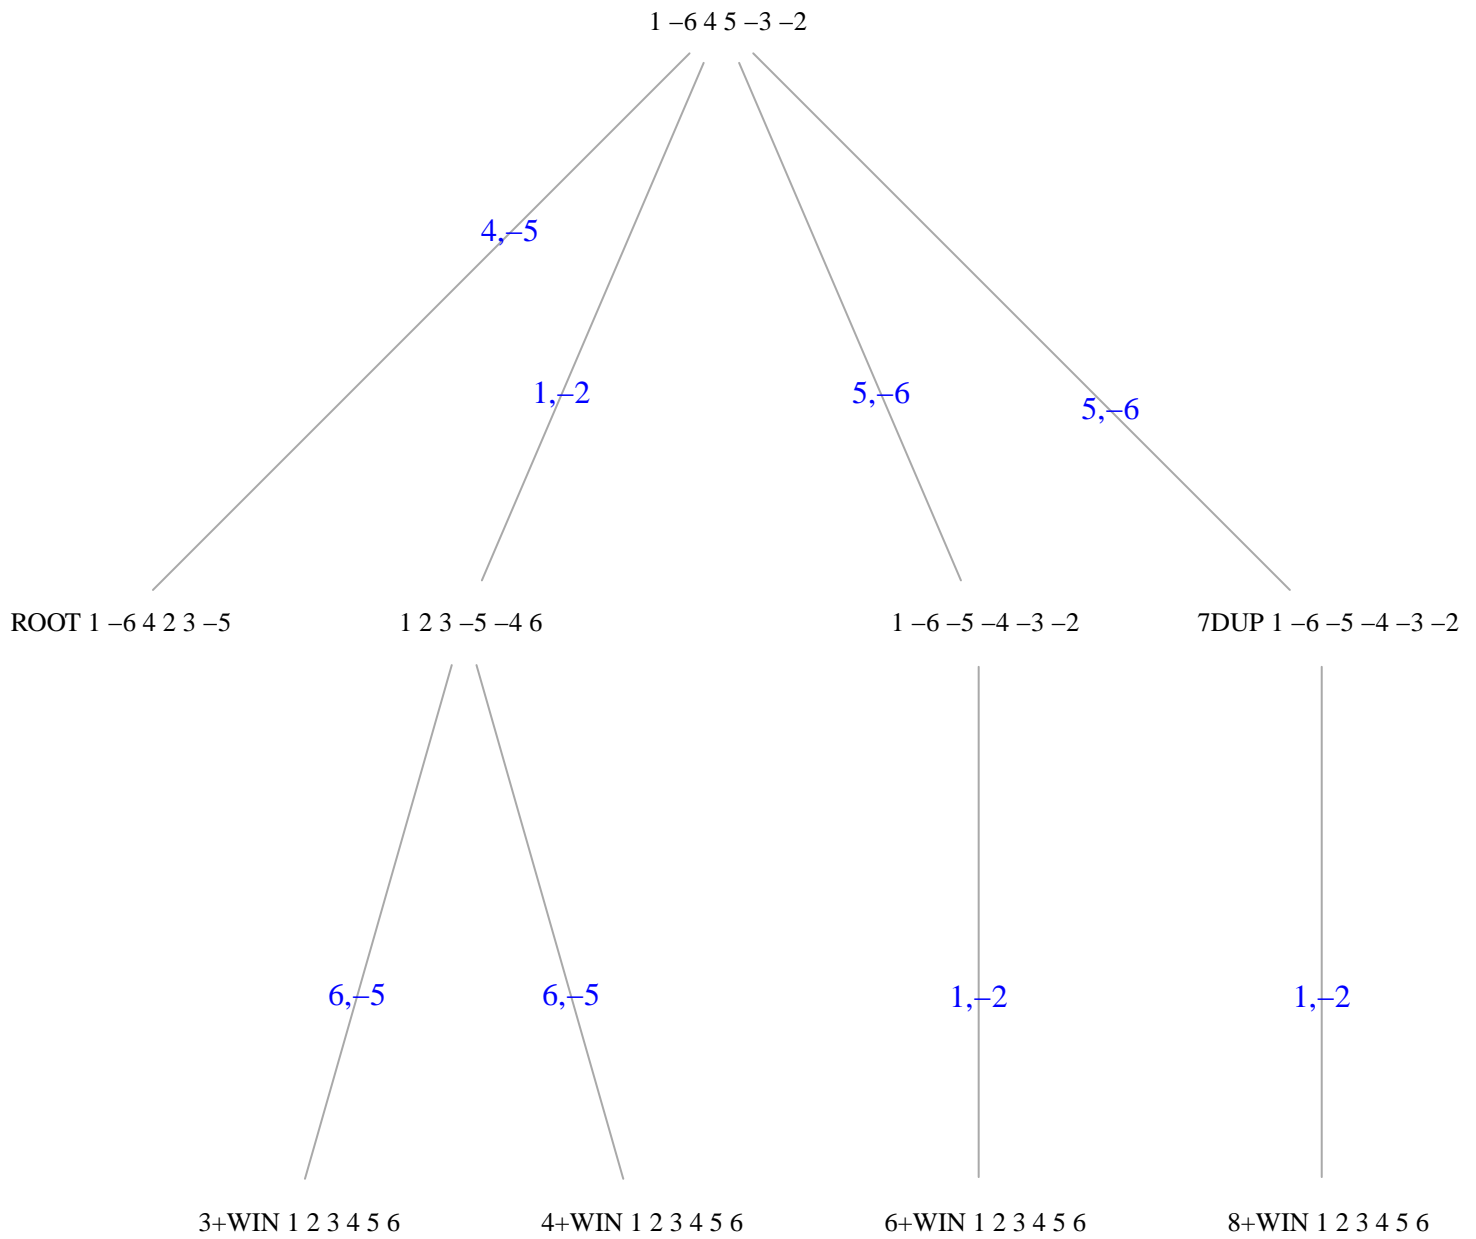 1 –6 4 5 –3 –2
4,–5
1,–2
5,–6
5,–6
ROOT 1 –6 4 2 3 –5
1 2 3 –5 –4 6
1 –6 –5 –4 –3 –2
7DUP 1 –6 –5 –4 –3 –2
6,–5
6,–5
1,–2
1,–2
3+WIN 1 2 3 4 5 6
4+WIN 1 2 3 4 5 6
6+WIN 1 2 3 4 5 6
8+WIN 1 2 3 4 5 6